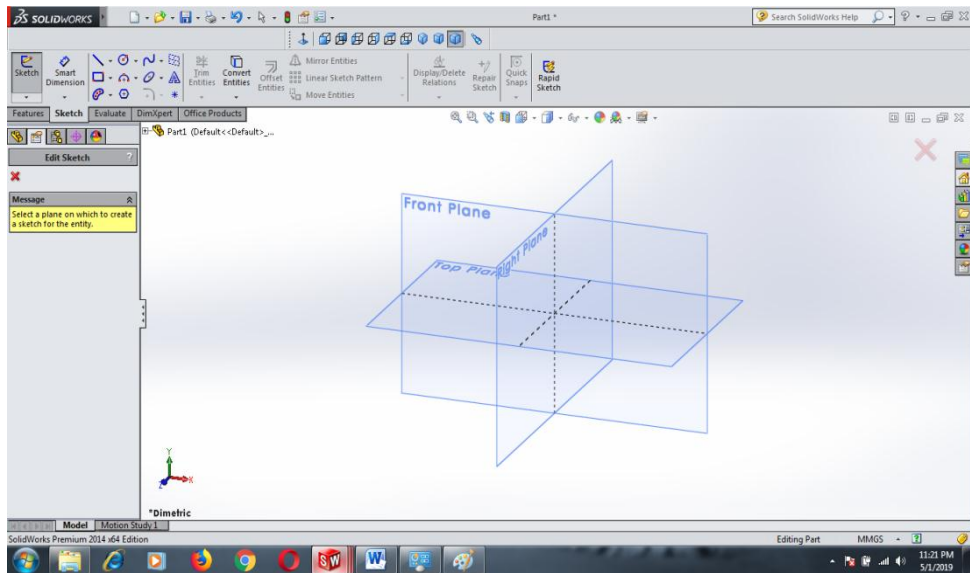 SOLIDWORKS
Part1 *
Search SolidWorks Help
Sketch
Smart Dimension
Trim Entities
Convert Entities
Offset Entities
Mirror Entities
Linear Sketch Pattern
Move Entities
Display/Delete Relations
Repair Sketch
Quick Snaps
Rapid Sketch
Features Sketch Evaluate DimXpert Office Products
Part1 (Default<<Default>_...
Edit Sketch
?
Message
Select a plane on which to create
a sketch for the entity.
Front Plane
Right Plane
Top Plane
Y
X
Z
*Dimetric
Model Motion Study 1
SolidWorks Premium 2014 x64 Edition
Editing Part MMGS
11:21 PM
5/1/2019